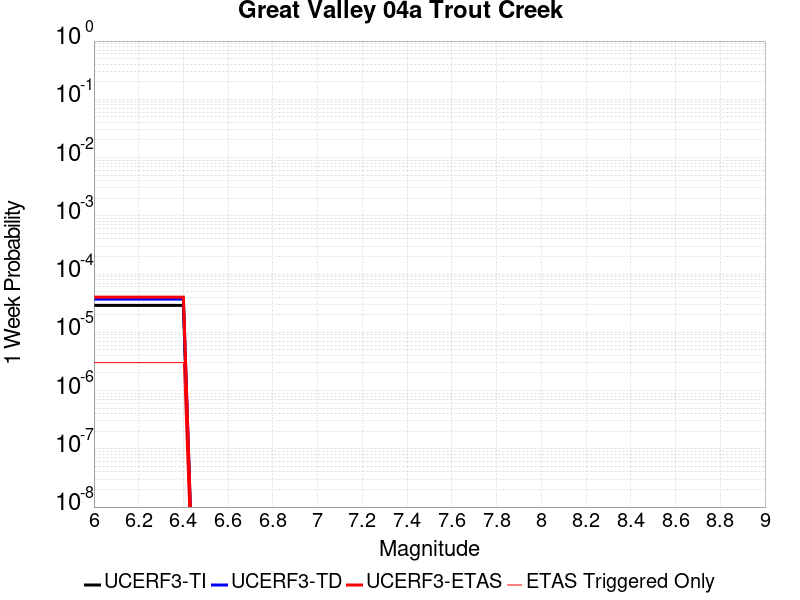 Great Valley 04a Trout Creek
10^0
10^-1
10^-2
10^-3
10^-4
10^-5
10^-6
10^-7
10^-8
1 Week Probability
6 6.2 6.4 6.6 6.8 7 7.2 7.4 7.6 7.8 8 8.2 8.4 8.6 8.8 9
Magnitude
UCERF3-TI UCERF3-TD UCERF3-ETAS ETAS Triggered Only